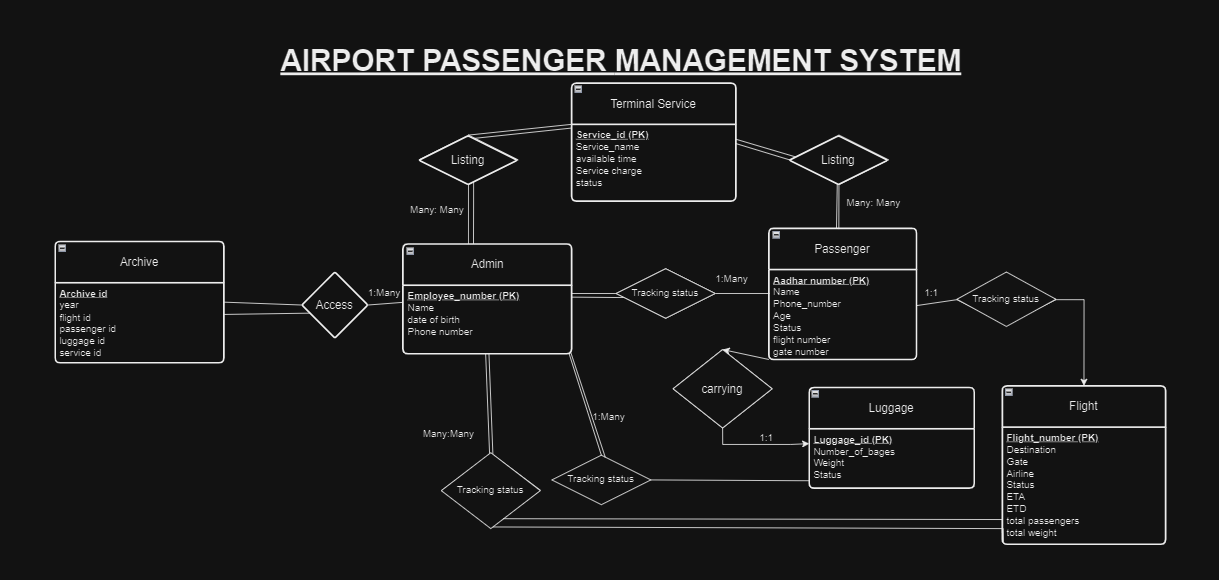 AIRPORT PASSENGER MANAGEMENT SYSTEM
Terminal Service
Service_id (PK)
Service_name
available time
Service charge
status
Listing
Listing
Many: Many
Many: Many
Archive
Archive id
year
flight id
passenger id
luggage id
service id
Access
1:Many
Admin
Employee_number (PK)
Name
date of birth
Phone number
Tracking status
1:Many
Passenger
Aadhar number (PK)
Name
Phone_number
Age
Status
flight number
gate number
1:1
Tracking status
carrying
1:1
Luggage
Luggage_id (PK)
Number_of_bages
Weight
Status
Flight
Flight_number (PK)
Destination
Gate
Airline
Status
ETA
ETD
total passengers
total weight
Many:Many
1:Many
Tracking status
Tracking status